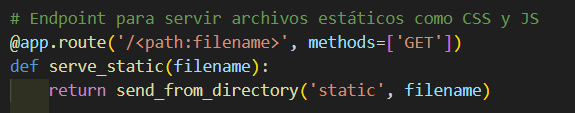 # Endpoint para servir archivos estáticos como CSS y JS
@app.route('/<path:filename>', methods=['GET'])
def serve_static(filename):
    return send_from_directory('static', filename)